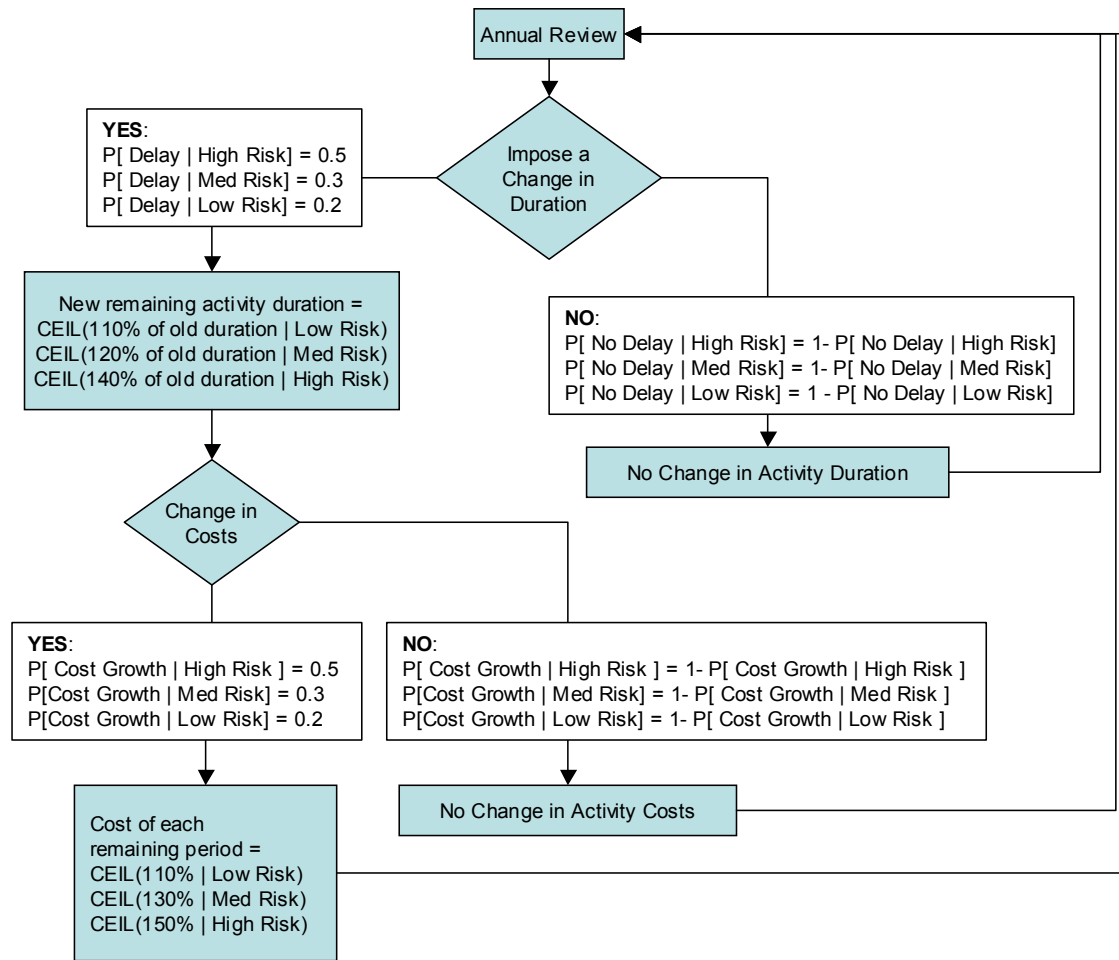 Annual Review
Impose a
Change in
Duration
YES:
P[ Delay | High Risk] = 0.5
P[ Delay | Med Risk] = 0.3
P[ Delay | Low Risk] = 0.2
New remaining activity duration =
CEIL(110% of old duration | Low Risk)
CEIL(120% of old duration | Med Risk)
CEIL(140% of old duration | High Risk)
NO:
P[ No Delay | High Risk] = 1- P[ No Delay | High Risk]
P[ No Delay | Med Risk] = 1- P[ No Delay | Med Risk]
P[ No Delay | Low Risk] = 1 - P[ No Delay | Low Risk]
No Change in Activity Duration
Change in
Costs
YES:
P[ Cost Growth | High Risk ] = 0.5
P[Cost Growth | Med Risk] = 0.3
P[Cost Growth | Low Risk] = 0.2
NO:
P[ Cost Growth | High Risk ] = 1- P[ Cost Growth | High Risk ]
P[Cost Growth | Med Risk] = 1- P[ Cost Growth | Med Risk ]
P[Cost Growth | Low Risk] = 1- P[ Cost Growth | Low Risk ]
No Change in Activity Costs
Cost of each
remaining period =
CEIL(110% | Low Risk)
CEIL(130% | Med Risk)
CEIL(150% | High Risk)